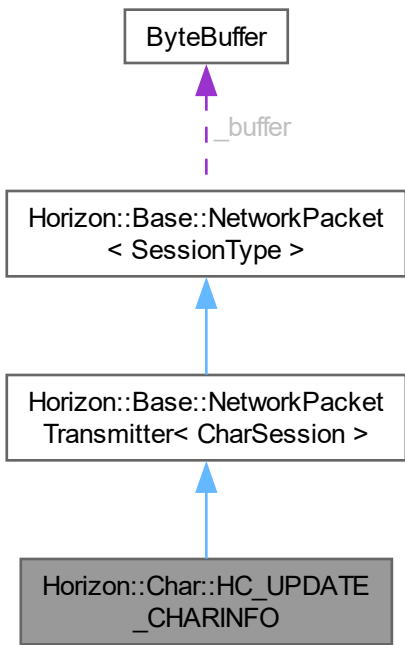 ByteBuffer
_buffer
Horizon::Base::NetworkPacket
< SessionType >
Horizon::Base::NetworkPacket
Transmitter< CharSession >
Horizon::Char::HC_UPDATE
_CHARINFO